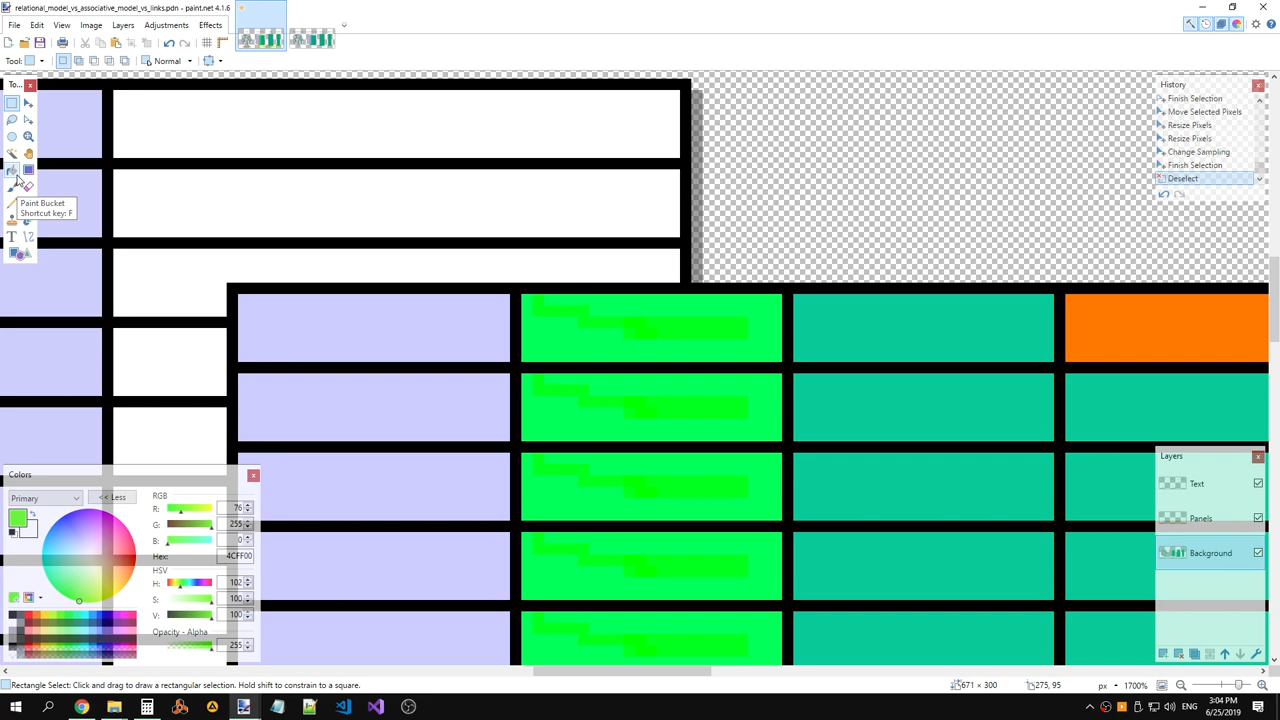 relational_model_vs_associative_model_vs_links.pdn - paint.net 4.1.6
File Edit View Image Layers Adjustments Effects
Tool: Normal
To...
History
Finish Selection
Move Selected Pixels
Resize Pixels
Resize Pixels
Change Sampling
Finish Selection
Deselect
Paint Bucket
Shortcut key: F
Layers
Text
Panels
Background
Colors
Primary
<< Less
RGB
R: 76
G: 255
B: 0
Hex: 4CFF00
HSV
H: 102
S: 100
V: 100
Opacity - Alpha
255
Rectangle Select: Click and drag to draw a rectangular selection. Hold shift to constrain to a square.
671 × 300
275, 95
px
1700%
3:04 PM
6/25/2019